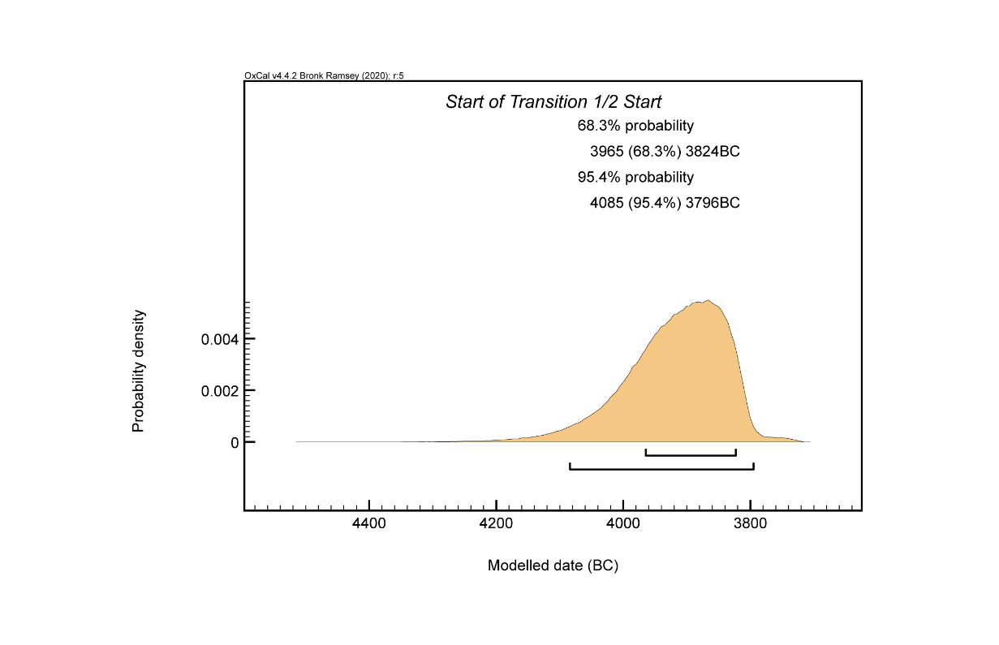 OxCal v4.4.2 Bronk Ramsey (2020); r:5
Start of Transition 1/2 Start
68.3% probability
3965 (68.3%) 3824BC
95.4% probability
4085 (95.4%) 3796BC
Probability density
0.004
0.002
0
4400 4200 4000 3800
Modelled date (BC)